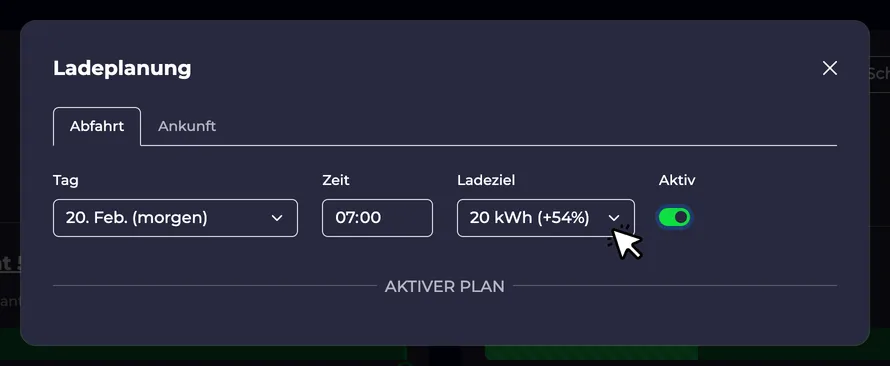 Ladeplanung
Abfahrt Ankunft
Tag Zeit Ladeziel Aktiv
20. Feb. (morgen) 07:00 20 kWh (+54%)
AKTIVER PLAN